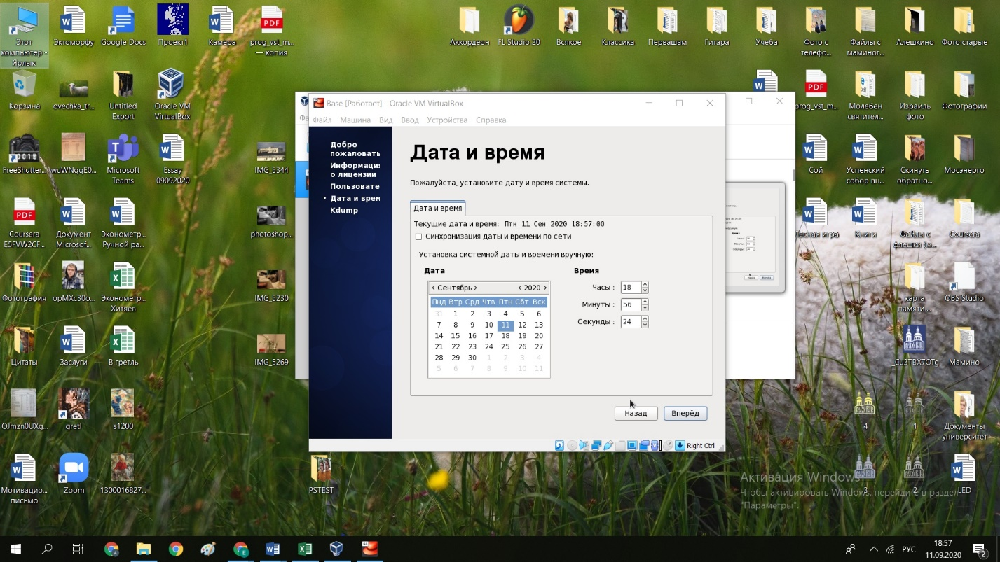 Этот
компьютер -
Ярлык
Эктоморфу
Google Docs
Проект1
Камера
prog_vst_m...
— копия
Аккордеон
FL Studio 20
Всякое
Классика
Первашам
Гитара
Учеба
Фото с
телефо...
Файлы с
маминог...
Алешкино
Фото старые
Корзина
ovechka_tr...
Untitled
Export
Oracle VM
VirtualBox
prog_vst_m...
Молебен
святител...
Израиль
фото
Фотографии
FreeShutter...
wuWNqqE0...
Microsoft
Teams
Essay
09092020
IMG_5344
Сой
Успенский
собор вн...
Скинуть
обратно...
Мосэнерго
Coursera
E5FVW2CF...
Документ
Microsof...
Эконометр...
Ручной ра...
photoshop...
Лесная игра
Книги
Файлы с
флешки (м...
Coursera
Фотография
opMXc30o...
Эконометр...
Хитяев
IMG_5230
карта
памяти...
OBS Studio
Цитаты
Заслуги
В гретль
IMG_5269
_Cu3TBX7OTg
Мамино
OJmzn0UXg...
gretl
s1200
4
1
Документы
университет
Мотивацио...
письмо
Zoom
1300016827...
PSTEST
3
2
LED
Base [Работает] - Oracle VM VirtualBox
Файл Машина Вид Ввод Устройства Справка
Добро
пожаловать
Информаци
о лицензии
Пользовате
Дата и врем
Kdump
Дата и время
Пожалуйста, установите дату и время системы.
Дата и время
Текущие дата и время: Птн 11 Сен 2020 18:57:00
Синхронизация даты и времени по сети
Установка системной даты и времени вручную:
Дата
Время
< Сентябрь > < 2020 >
Пнд Втр Срд Чтв Птн Сбт Вск
31 1 2 3 4 5 6
7 8 9 10 11 12 13
14 15 16 17 18 19 20
21 22 23 24 25 26 27
28 29 30 1 2 3 4
5 6 7 8 9 10 11
Часы : 18
Минуты : 56
Секунды : 24
Назад
Вперёд
Right Ctrl
Активация Windows
Чтобы активировать Windows, перейдите в раздел
"Параметры".
РУС
18:57
11.09.2020
2